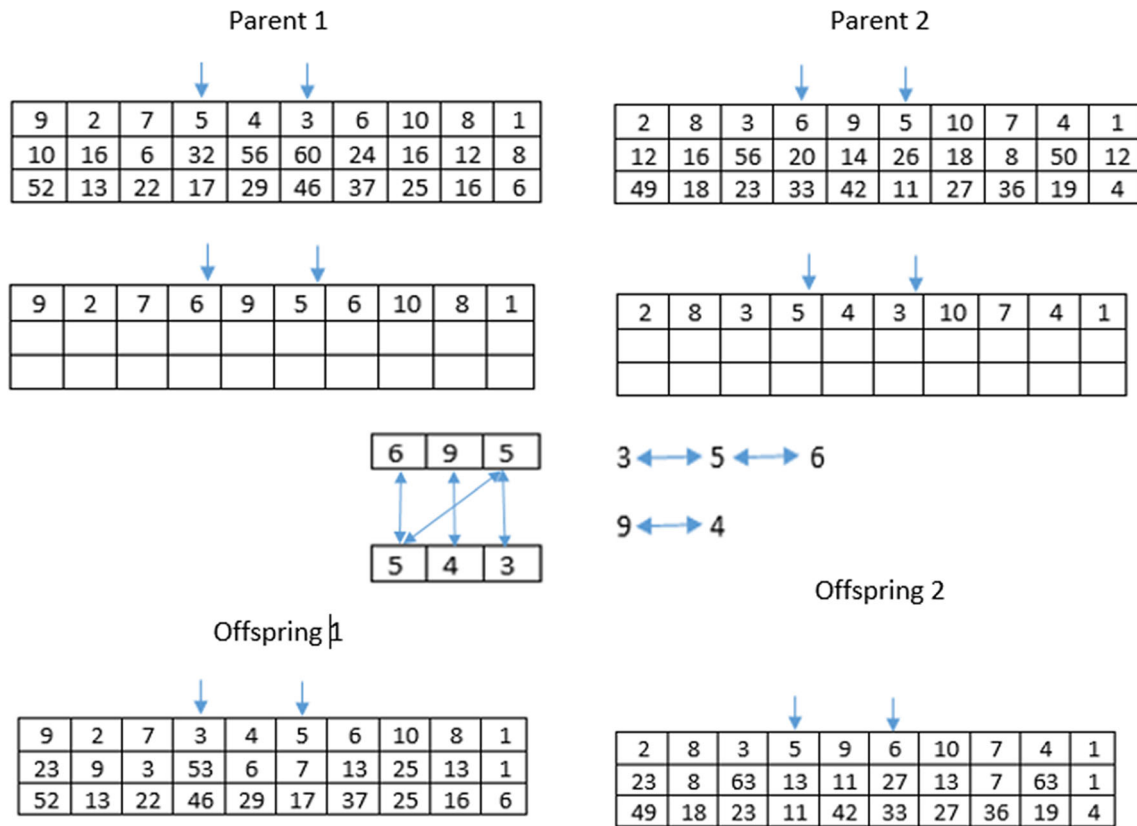 Parent 1
9 2 7 5 4 3 6 10 8 1
10 16 6 32 56 60 24 16 12 8
52 13 22 17 29 46 37 25 16 6
Parent 2
2 8 3 6 9 5 10 7 4 1
12 16 56 20 14 26 18 8 50 12
49 18 23 33 42 11 27 36 19 4
9 2 7 6 9 5 6 10 8 1
2 8 3 5 4 3 10 7 4 1
6 9 5
5 4 3
3 5 6
9 4
Offspring 1
9 2 7 3 4 5 6 10 8 1
23 9 3 53 6 7 13 25 13 1
52 13 22 46 29 17 37 25 16 6
Offspring 2
2 8 3 5 9 6 10 7 4 1
23 8 63 13 11 27 13 7 63 1
49 18 23 11 42 33 27 36 19 4